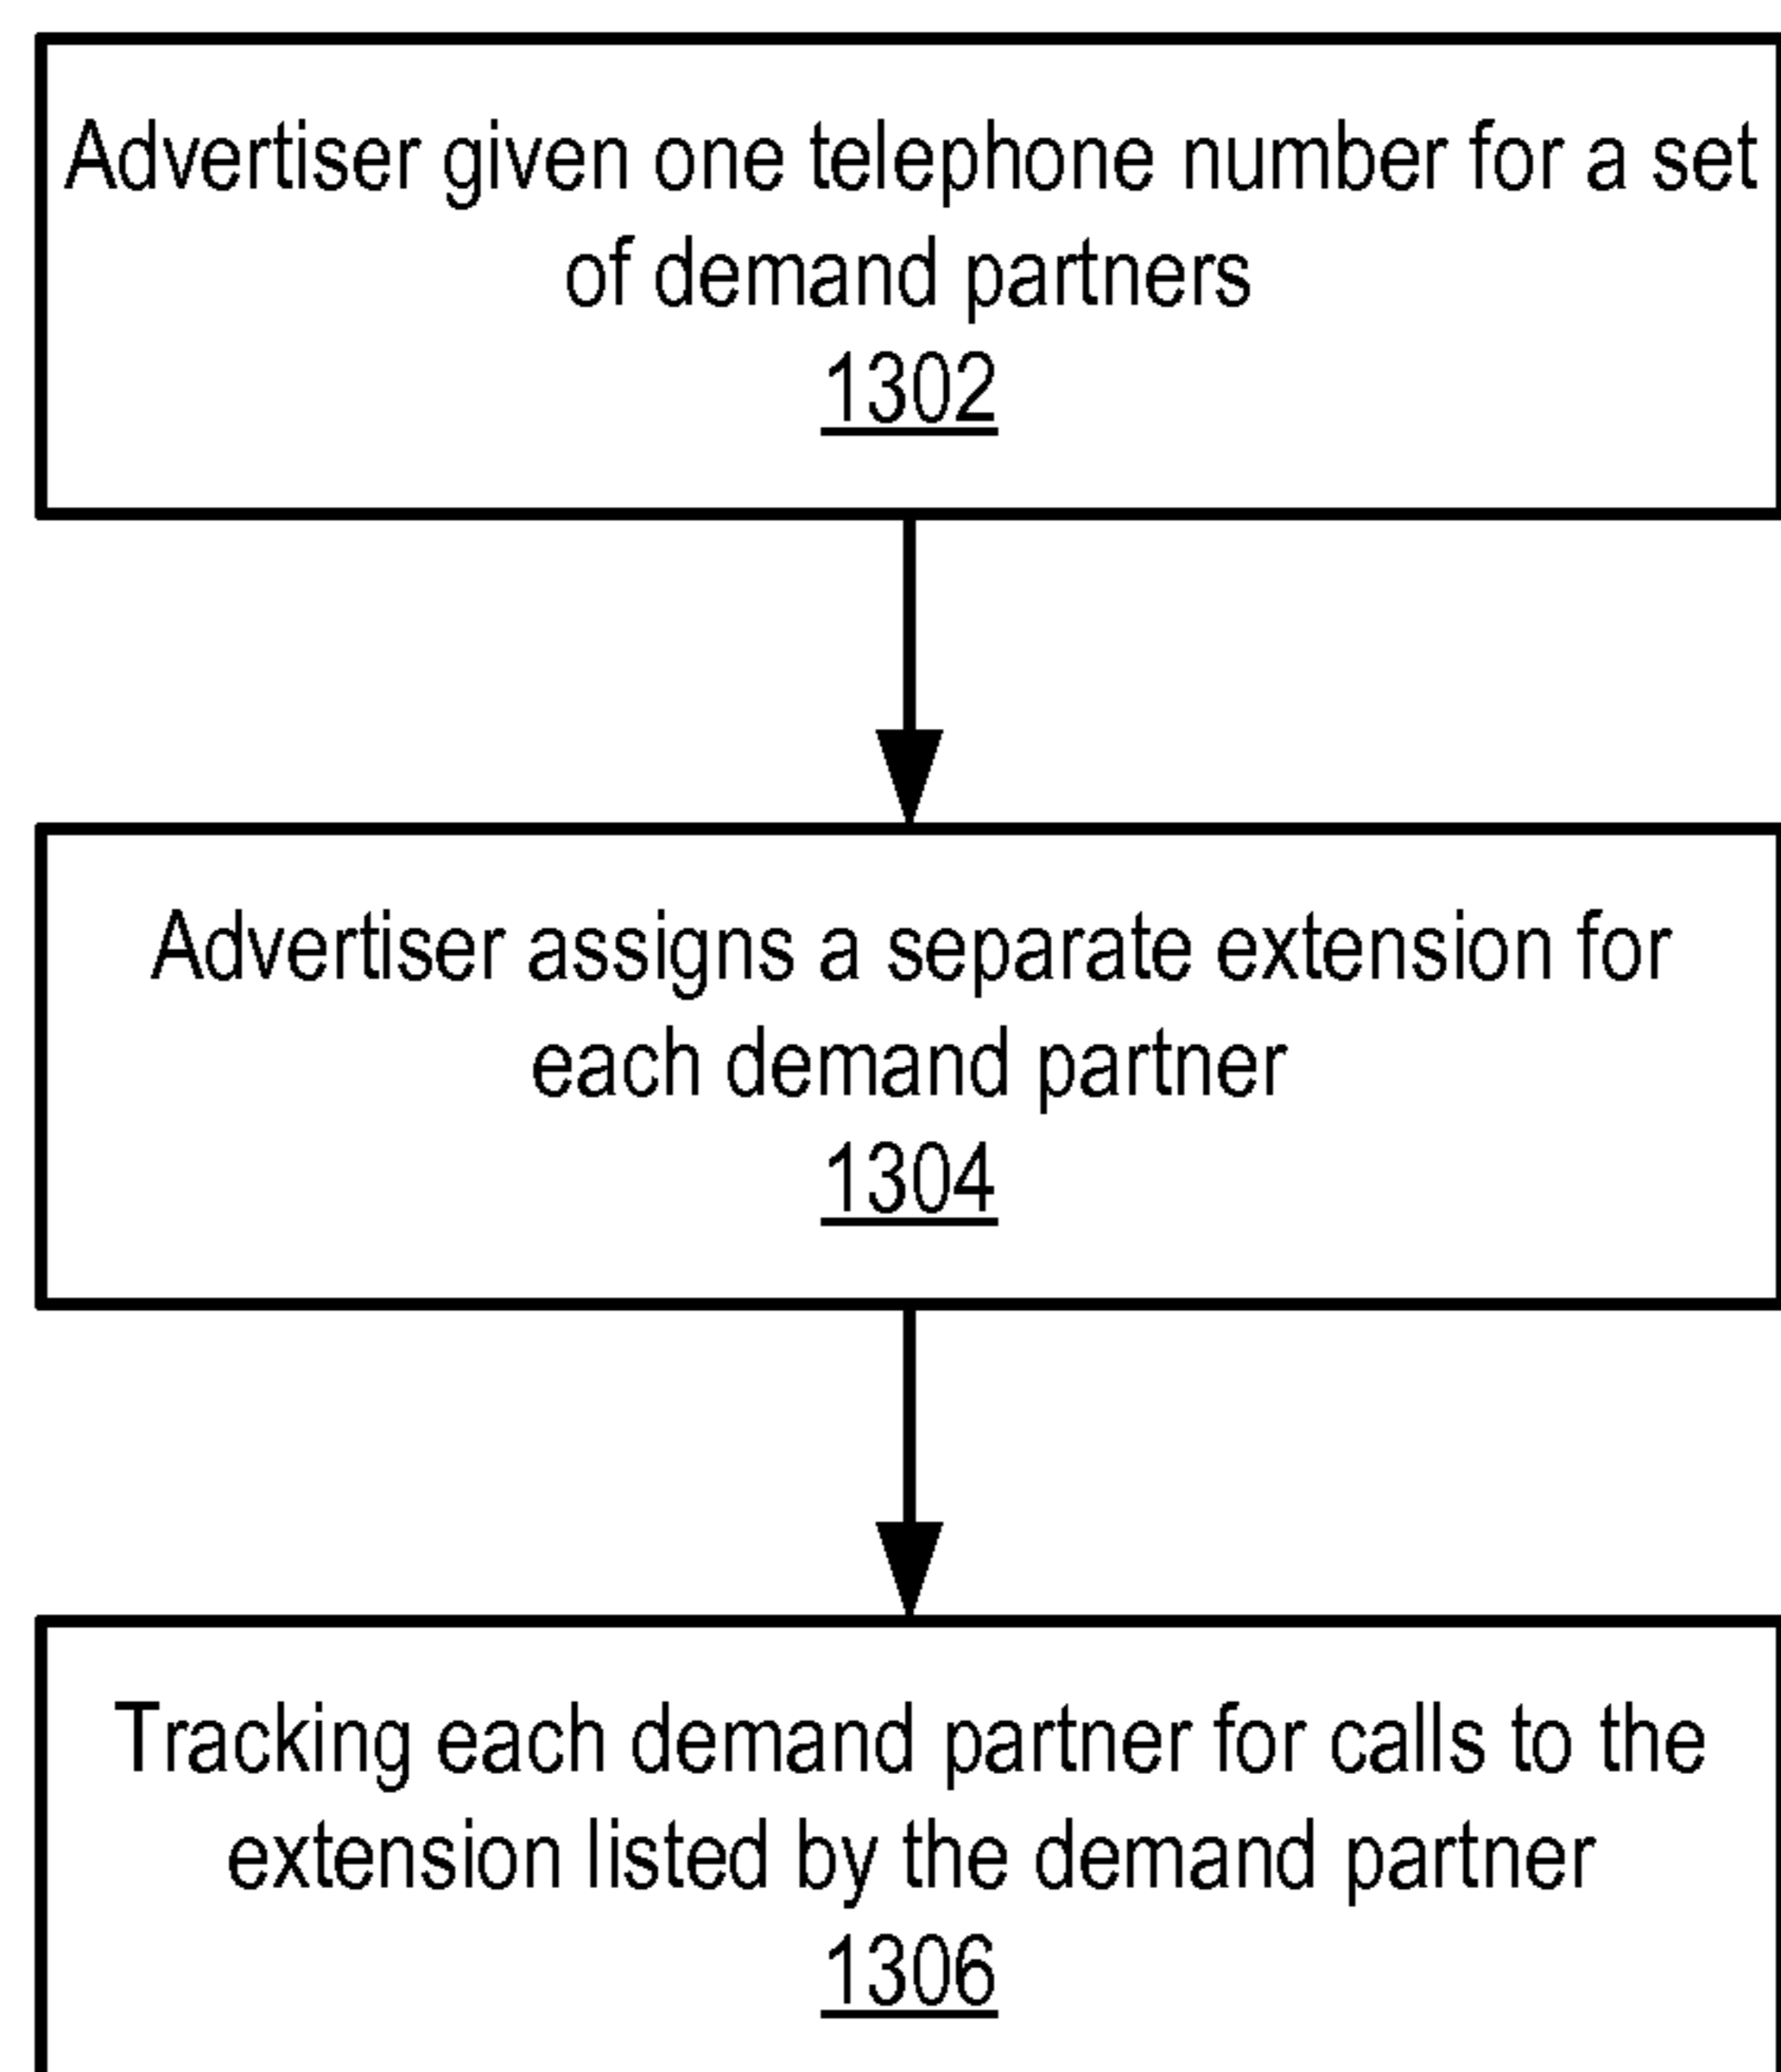 Advertiser given one telephone number for a set
of demand partners
1302
Advertiser assigns a separate extension for
each demand partner
1304
Tracking each demand partner for calls to the
extension listed by the demand partner
1306